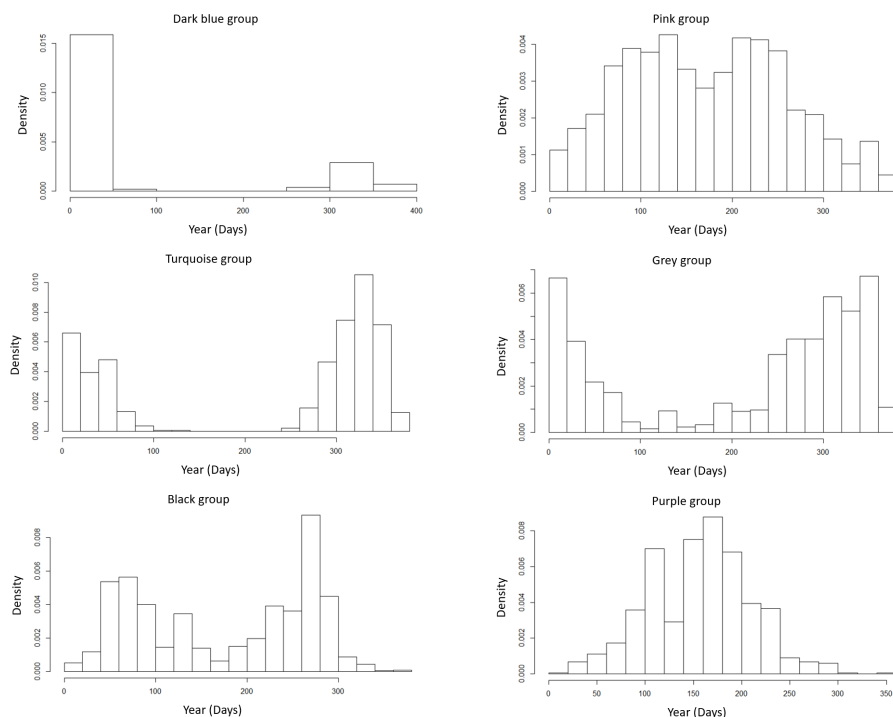 Dark blue group
Density
0.000 0.005 0.010 0.015
0 100 200 300 400
Year (Days)
Pink group
Density
0.000 0.001 0.002 0.003 0.004
0 100 200 300
Year (Days)
Turquoise group
Density
0.000 0.002 0.004 0.006 0.008 0.010
0 100 200 300
Year (Days)
Grey group
Density
0.000 0.002 0.004 0.006
0 100 200 300
Year (Days)
Black group
Density
0.000 0.002 0.004 0.006 0.008
0 100 200 300
Year (Days)
Purple group
Density
0.000 0.002 0.004 0.006 0.008
0 50 100 150 200 250 300 350
Year (Days)